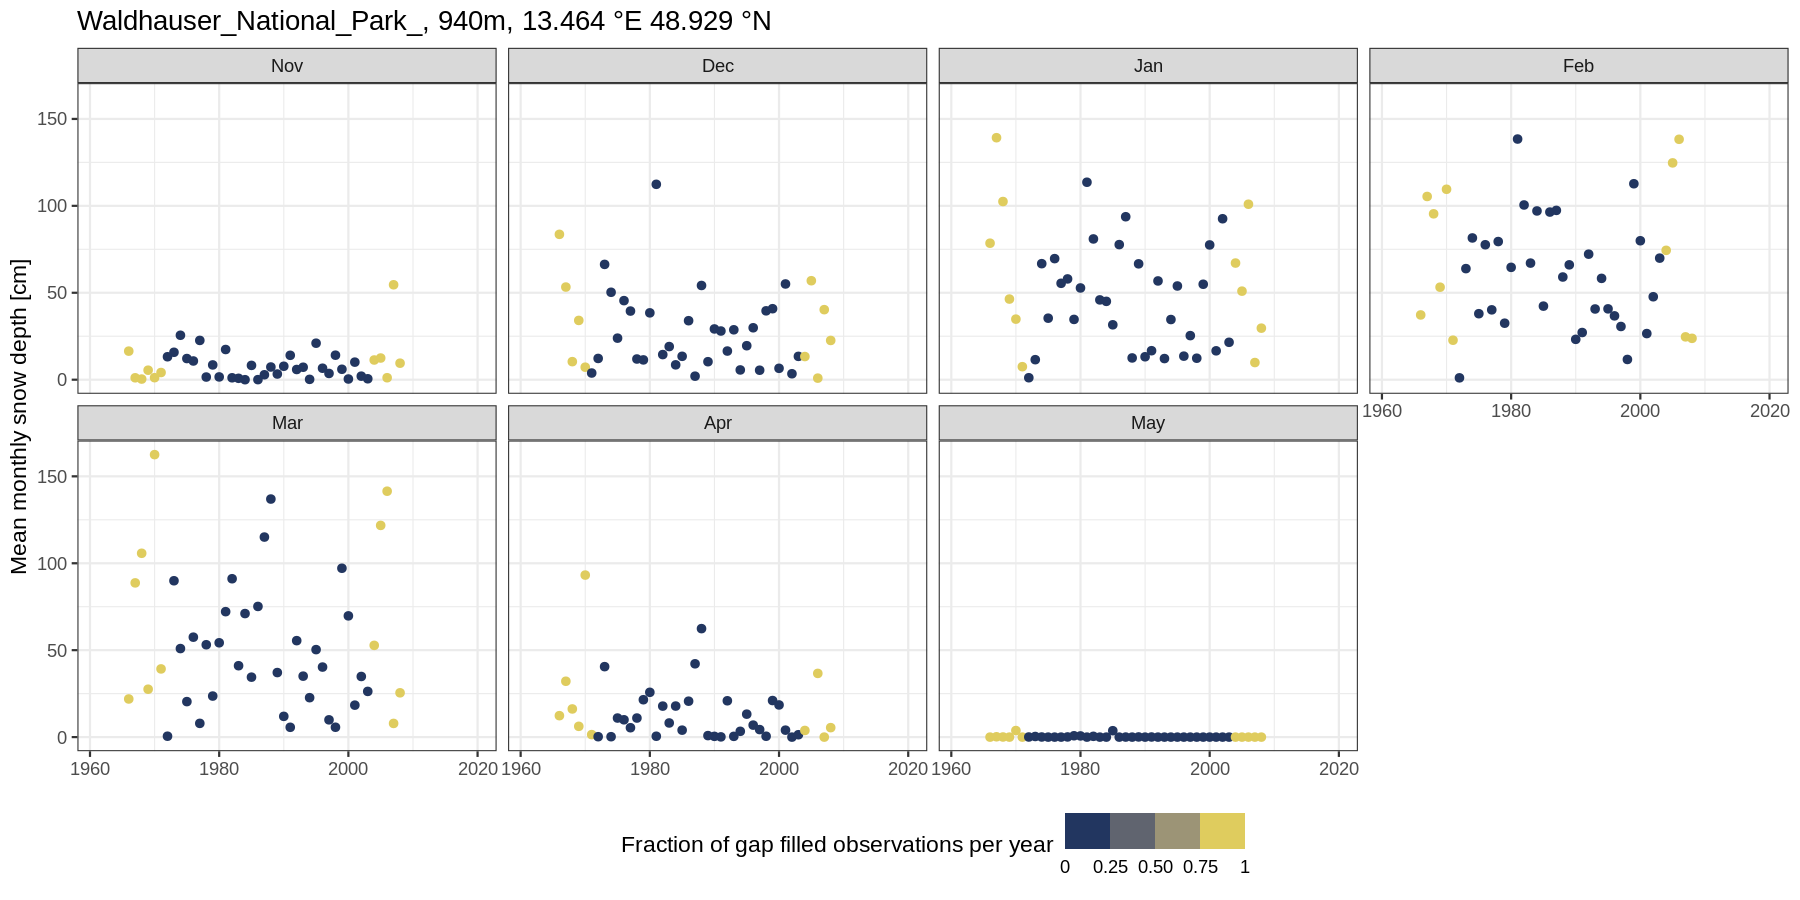 Waldhauser_National_Park_, 940m, 13.464 °E 48.929 °N
Nov Dec Jan Feb
150
100
50
0
1960 1980 2000 2020
Mean monthly snow depth [cm]
Mar Apr May
150
100
50
0
1960 1980 2000 2020 1960 1980 2000 2020 1960 1980 2000 2020
Fraction of gap filled observations per year
0 0.25 0.50 0.75 1